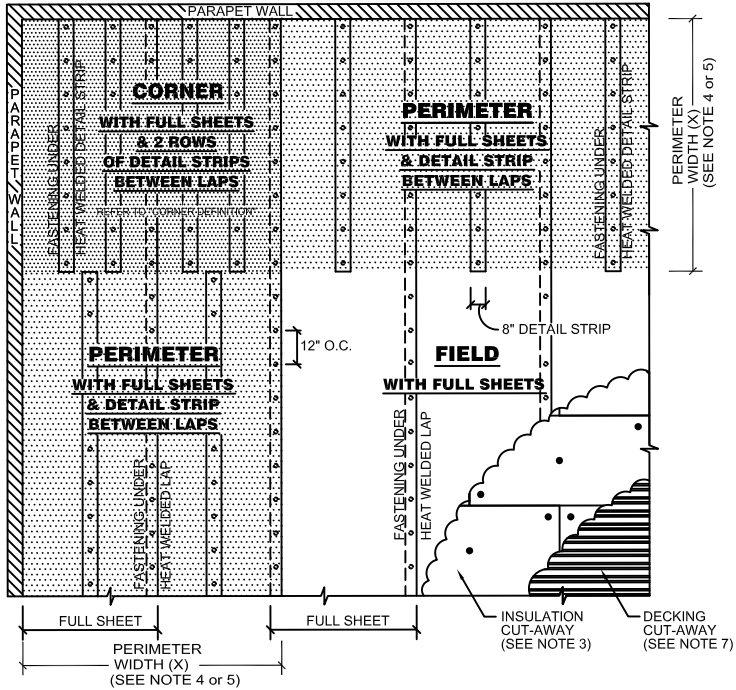 PARAPET WALL
PARAPET WALL
CORNER
WITH FULL SHEETS
& 2 ROWS
OF DETAIL STRIPS
BETWEEN LAPS
REFER TO "CORNER DEFINITION"
FASTENING UNDER
HEAT WELDED DETAIL STRIP
PERIMETER
WITH FULL SHEETS
& DETAIL STRIP
BETWEEN LAPS
FASTENING UNDER
HEAT WELDED DETAIL STRIP
PERIMETER
WIDTH (X)
(SEE NOTE 4 or 5)
8" DETAIL STRIP
12" O.C.
PERIMETER
WITH FULL SHEETS
& DETAIL STRIP
BETWEEN LAPS
FIELD
WITH FULL SHEETS
FASTENING UNDER
HEAT WELDED LAP
FASTENING UNDER
HEAT WELDED LAP
FULL SHEET
FULL SHEET
INSULATION
CUT-AWAY
(SEE NOTE 3)
DECKING
CUT-AWAY
(SEE NOTE 7)
PERIMETER
WIDTH (X)
(SEE NOTE 4 or 5)